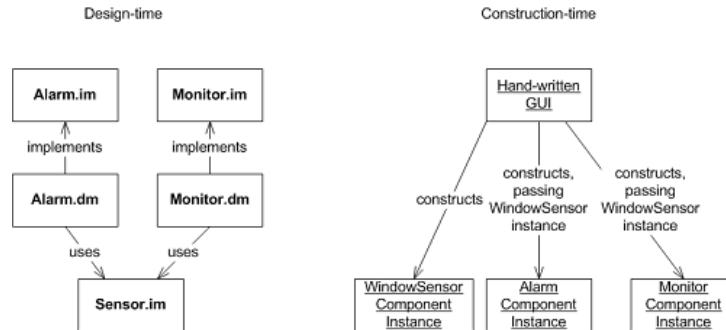 Design-time
Construction-time
Alarm.im
Monitor.im
Hand-written
GUI
implements
implements
Alarm.dm
Monitor.dm
constructs
constructs,
passing
WindowSensor
instance
constructs,
passing
WindowSensor
instance
uses
uses
Sensor.im
WindowSensor
Component
Instance
Alarm
Component
Instance
Monitor
Component
Instance